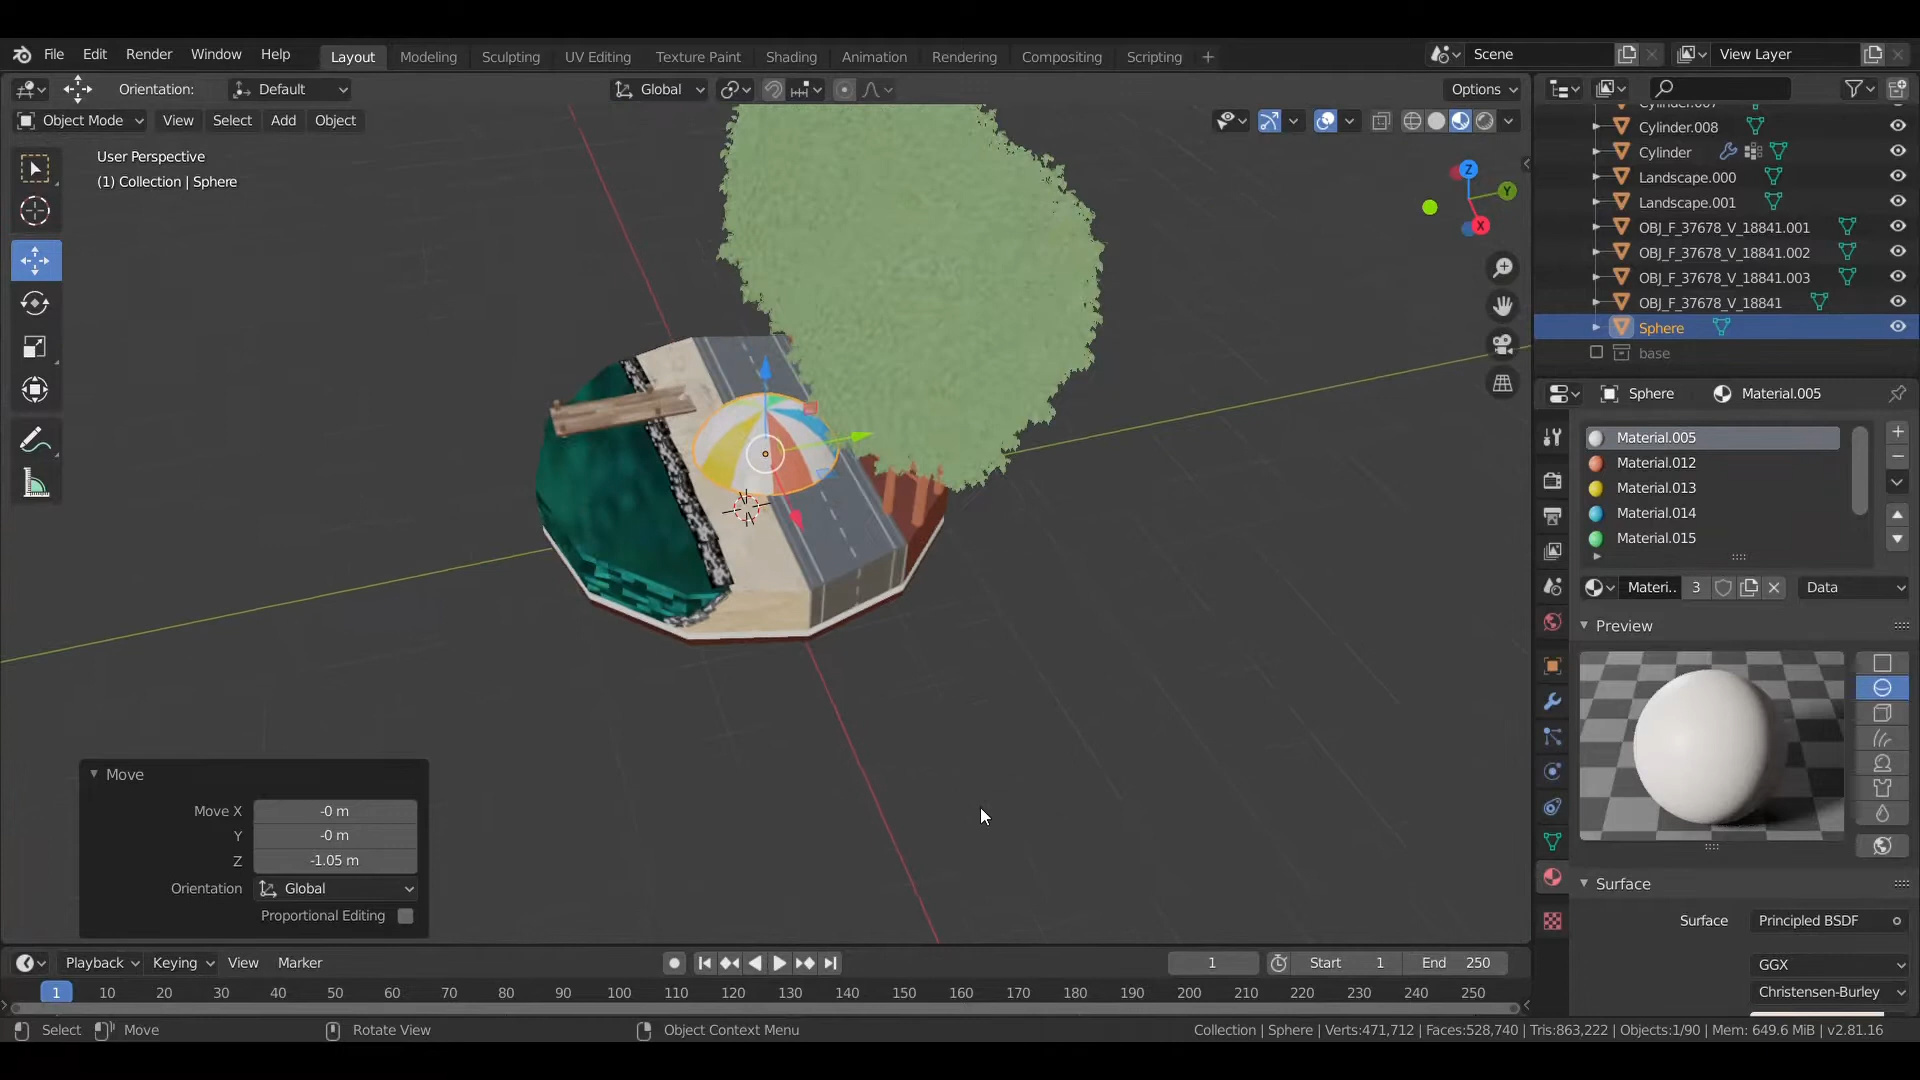 File Edit Render Window Help Layout Modeling Sculpting UV Editing Texture Paint Shading Animation Rendering Compositing Scripting + Scene View Layer
Orientation: Default Global Options
Object Mode View Select Add Object
User Perspective
(1) Collection | Sphere
Z
Y
X
Cylinder.007
Cylinder.008
Cylinder
Landscape.000
Landscape.001
OBJ_F_37678_V_18841.001
OBJ_F_37678_V_18841.002
OBJ_F_37678_V_18841.003
OBJ_F_37678_V_18841
Sphere
base
Sphere Material.005
Material.005
Material.012
Material.013
Material.014
Material.015
Materi.. 3 Data
Preview
Surface
Surface Principled BSDF
GGX
Christensen-Burley
Move
Move X -0 m
Y -0 m
Z -1.05 m
Orientation Global
Proportional Editing
Playback Keying View Marker 1 Start 1 End 250
1 10 20 30 40 50 60 70 80 90 100 110 120 130 140 150 160 170 180 190 200 210 220 230 240 250
Select Move Rotate View Object Context Menu Collection | Sphere | Verts:471,712 | Faces:528,740 | Tris:863,222 | Objects:1/90 | Mem: 649.6 MiB | v2.81.16